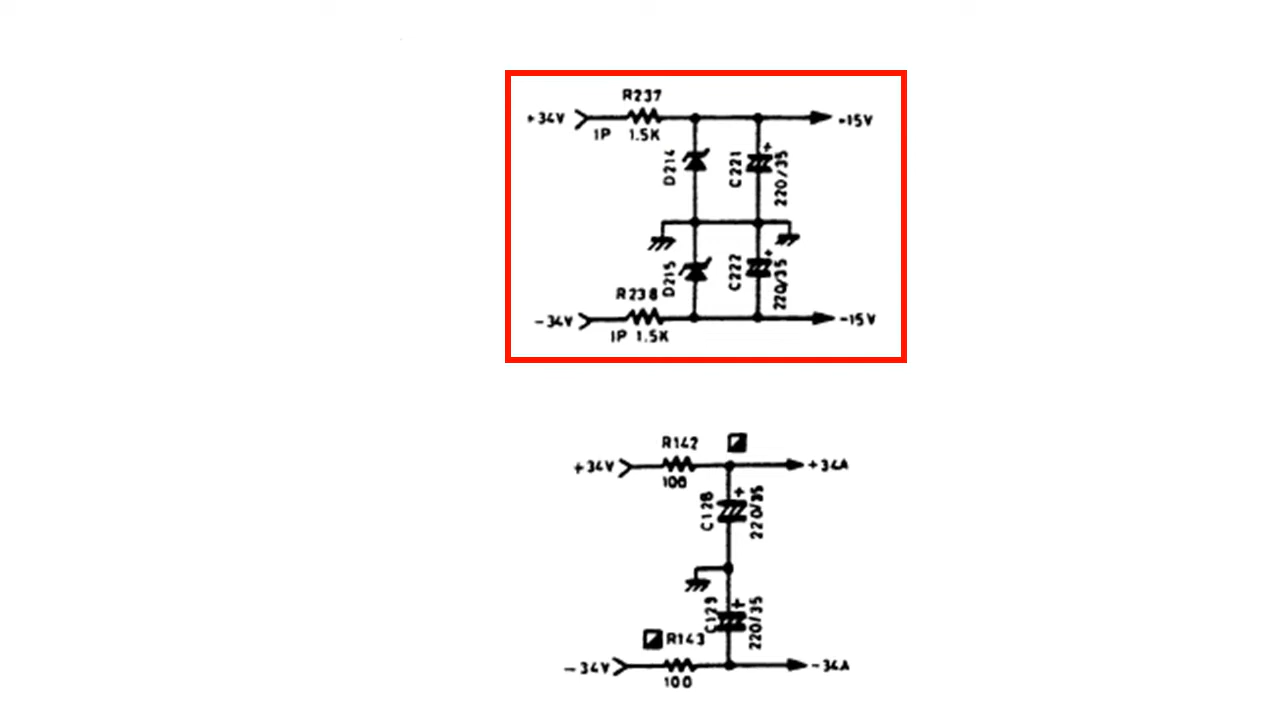 R237
+34V
1P 1.5K
+15V
D214
C221
+
220/35
D215
C222
+
220/35
R238
-34V
1P 1.5K
-15V
R142
+34V
100
+34A
C128
+
220/35
C129
+
220/35
R143
-34V
100
-34A